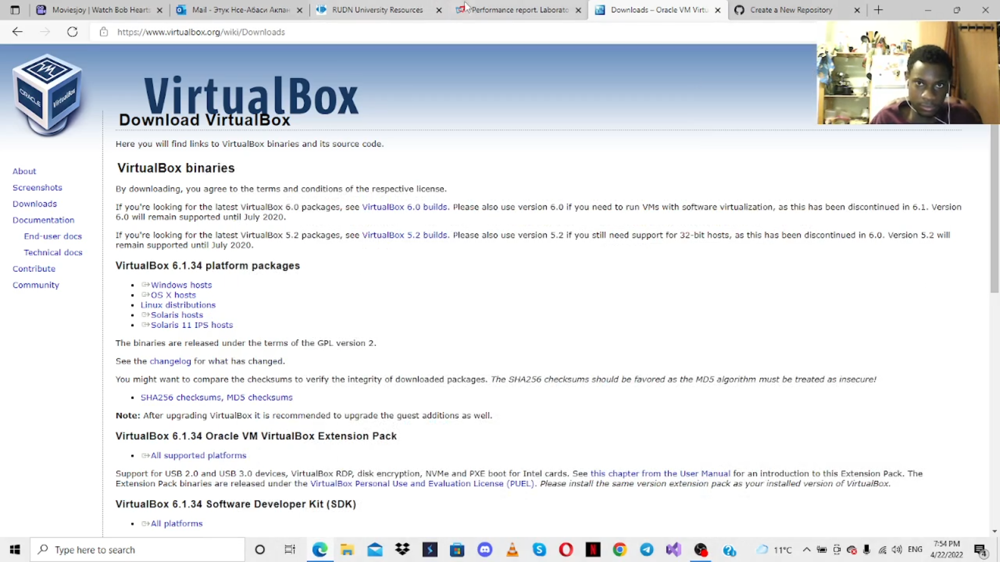 Moviesjoy | Watch Bob Hearts
Mail - Этук Нсе-Абаси Акпан
RUDN University Resources
Performance report. Laborato
Downloads – Oracle VM Virtu
Create a New Repository
https://www.virtualbox.org/wiki/Downloads
ORACLE
VirtualBox
VirtualBox
Download VirtualBox
Here you will find links to VirtualBox binaries and its source code.
About
Screenshots
Downloads
Documentation
End-user docs
Technical docs
Contribute
Community
VirtualBox binaries
By downloading, you agree to the terms and conditions of the respective license.
If you're looking for the latest VirtualBox 6.0 packages, see VirtualBox 6.0 builds. Please also use version 6.0 if you need to run VMs with software virtualization, as this has been discontinued in 6.1. Version
6.0 will remain supported until July 2020.
If you're looking for the latest VirtualBox 5.2 packages, see VirtualBox 5.2 builds. Please also use version 5.2 if you still need support for 32-bit hosts, as this has been discontinued in 6.0. Version 5.2 will
remain supported until July 2020.
VirtualBox 6.1.34 platform packages
• Windows hosts
• OS X hosts
• Linux distributions
• Solaris hosts
• Solaris 11 IPS hosts
The binaries are released under the terms of the GPL version 2.
See the changelog for what has changed.
You might want to compare the checksums to verify the integrity of downloaded packages. The SHA256 checksums should be favored as the MD5 algorithm must be treated as insecure!
• SHA256 checksums, MD5 checksums
Note: After upgrading VirtualBox it is recommended to upgrade the guest additions as well.
VirtualBox 6.1.34 Oracle VM VirtualBox Extension Pack
• All supported platforms
Support for USB 2.0 and USB 3.0 devices, VirtualBox RDP, disk encryption, NVMe and PXE boot for Intel cards. See this chapter from the User Manual for an introduction to this Extension Pack. The
Extension Pack binaries are released under the VirtualBox Personal Use and Evaluation License (PUEL). Please install the same version extension pack as your installed version of VirtualBox.
VirtualBox 6.1.34 Software Developer Kit (SDK)
• All platforms
Type here to search
11°C
ENG
7:54 PM
4/22/2022
4